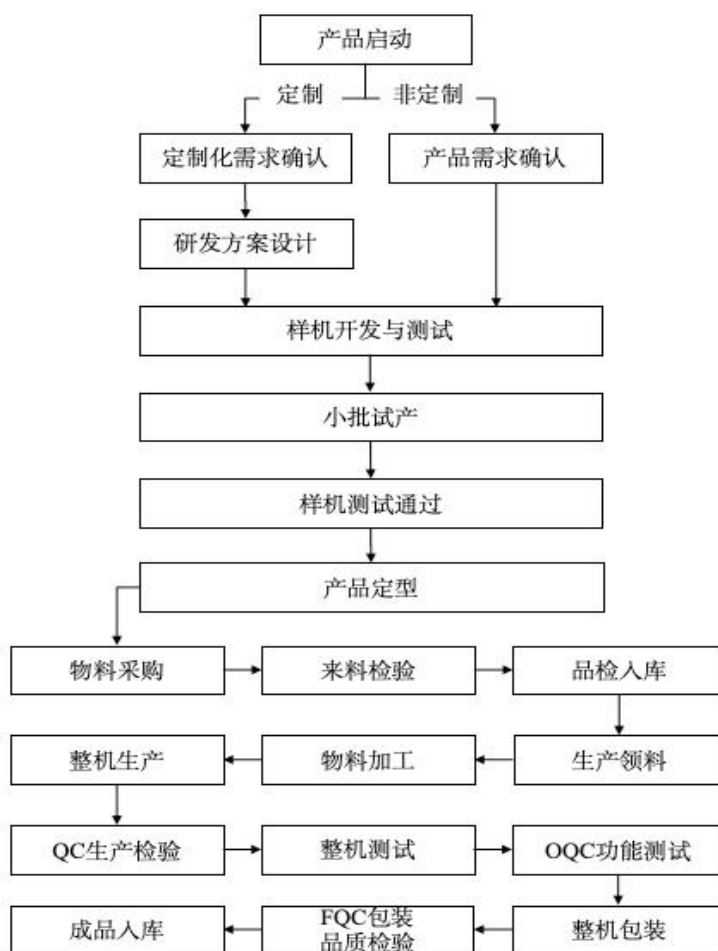 产品启动
定制
非定制
定制化需求确认
产品需求确认
研发方案设计
样机开发与测试
小批试产
样机测试通过
产品定型
物料采购
来料检验
品检入库
整机生产
物料加工
生产领料
QC生产检验
整机测试
OQC功能测试
成品入库
FQC包装
品质检验
整机包装